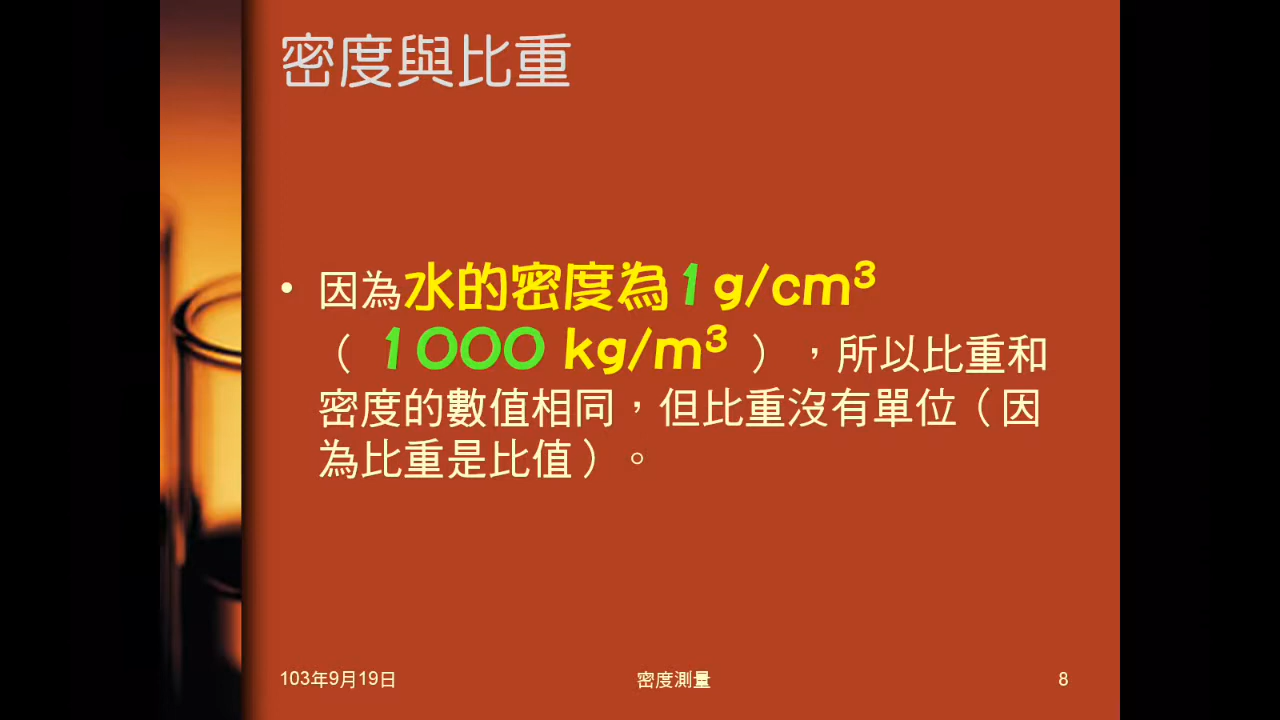 密度與比重
• 因為水的密度為1 g/cm³
（ 1000 kg/m³ ），所以比重和
密度的數值相同，但比重沒有單位（因
為比重是比值）。
103年9月19日
密度測量
8